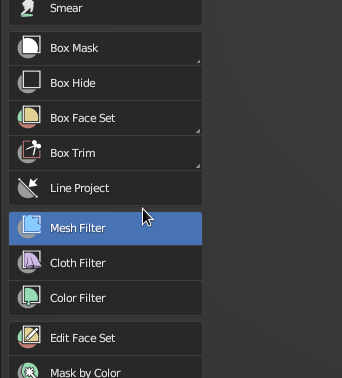 Smear
Box Mask
Box Hide
Box Face Set
Box Trim
Line Project
Mesh Filter
Cloth Filter
Color Filter
Edit Face Set
Mask by Color